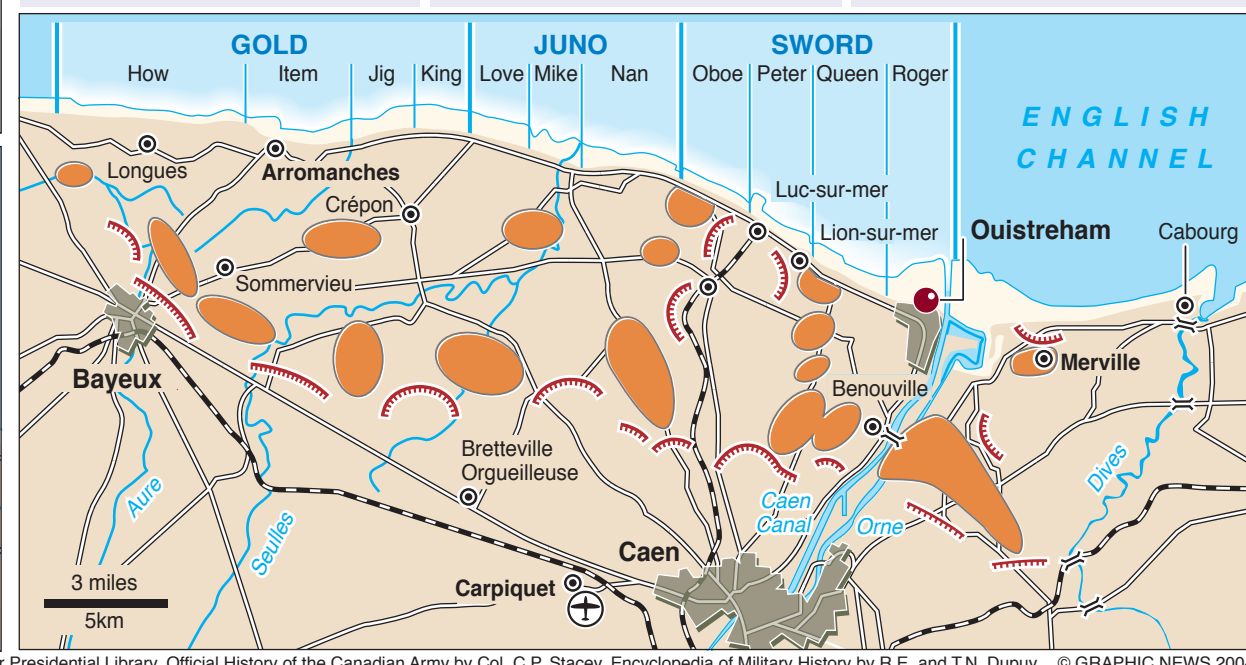 GOLD
JUNO
SWORD
How
Item
Jig
King
Love
Mike
Nan
Oboe
Peter
Queen
Roger
ENGLISH
CHANNEL
Longues
Arromanches
Crépon
Luc-sur-mer
Lion-sur-mer
Ouistreham
Cabourg
Sommervieu
Bayeux
Merville
Benouville
Bretteville
Orgueilleuse
Aure
Seulles
Caen
Canal
Orne
Dives
Caen
Carpiquet
3 miles
5km
Presidential Library, Official History of the Canadian Army by Col. C.P. Stacey, Encyclopedia of Military History by R.E. and T.N. Dupuy
© GRAPHIC NEWS